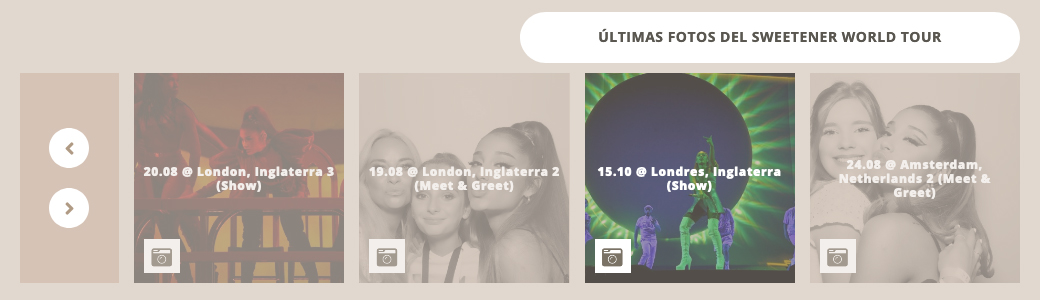 ÚLTIMAS FOTOS DEL SWEETENER WORLD TOUR
20.08 @ London, Inglaterra 3
(Show)
19.08 @ London, Inglaterra 2
(Meet & Greet)
15.10 @ Londres, Inglaterra
(Show)
24.08 @ Amsterdam,
Netherlands 2 (Meet &
Greet)